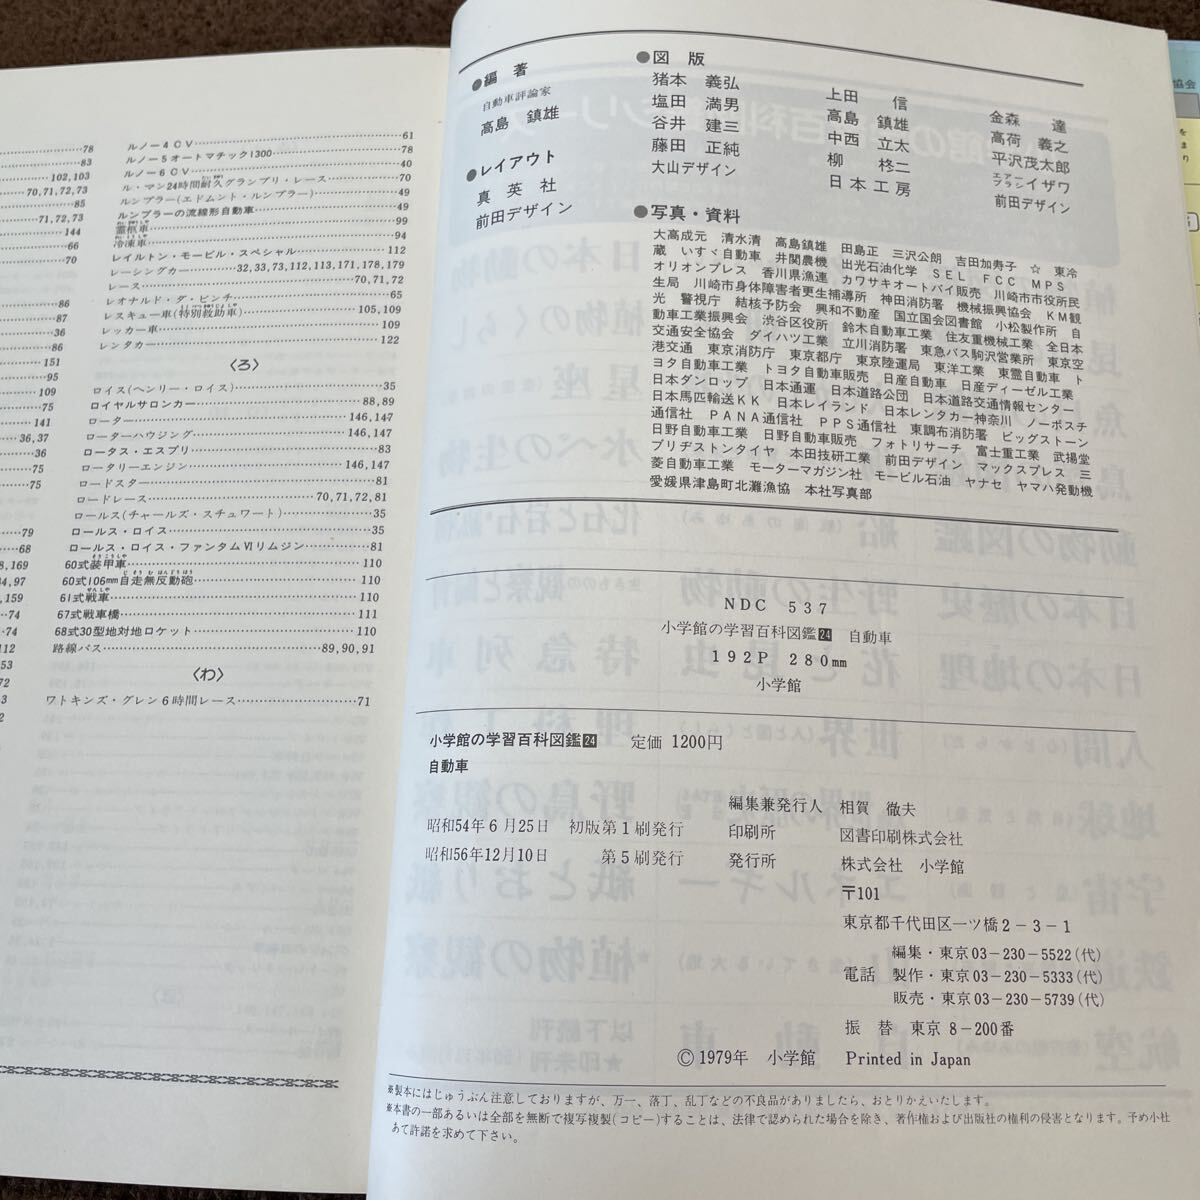 ルノー4CV 61
ルノー5オートマチック1300 78
ルノー6CV 40
ル・マン24時間耐久グランプリ・レース 70
ルンプラー(エドムント・ルンプラー) 49
ルンプラーの流線形自動車 49
霊柩車 99
冷凍車 94
レイルトン・モービル・スペシャル 112
レーシングカー 32,33,73,112,113,171,178,179
レース 70,71,72
レオナルド・ダ・ビンチ 65
レスキュー車(特別救助車) 105,109
レッカー車 109
レンタカー 122
〈ろ〉
ロイス(ヘンリー・ロイス) 35
ロイヤルサロンカー 88,89
ローター 146,147
ローターハウジング 146,147
ロータス・エスプリ 83
ロータリーエンジン 146,147
ロードスター 81
ロードレース 70,71,72,81
ロールス(チャールズ・スチュワート) 35
ロールス・ロイス 35
ロールス・ロイス・ファンタムⅥリムジン 81
60式装甲車 110
60式106mm自走無反動砲 110
61式戦車 110
67式戦車橋 111
68式30型地対地ロケット 110
路線バス 89,90,91
〈わ〉
ワトキンズ・グレン6時間レース 71
78
83
102,103
70,71,72,73
85
71,72,73
144
66
70
86
87
36
86
151
109
75
141
36,37
36
75
75
79
68
●編著
自動車評論家
高島 鎮雄
●レイアウト
真英社
前田デザイン
●図版
猪本 義弘 上田 信 金森 達
塩田 満男 高島 鎮雄 高荷 義之
谷井 建三 中西 立太 平沢茂太郎
藤田 正純 柳 柊二 エアーブラシイザワ
大山デザイン 日本工房 前田デザイン
●写真・資料
大高成元 清水清 高島鎮雄 田島正 三沢公朗 吉田加寿子 ☆ 東冷
蔵 いすゞ自動車 井関農機 出光石油化学 SEL FCC MPS
オリオンプレス 香川県漁連 カワサキオートバイ販売 川崎市市役所民
生局 川崎市身体障害者更生補導所 神田消防署 機械振興協会 KM観
光 警視庁 結核予防会 興和不動産 国立国会図書館 小松製作所 自
動車工業振興会 渋谷区役所 鈴木自動車工業 住友重機械工業 全日本
交通安全協会 ダイハツ工業 立川消防署 東急バス駒沢営業所 東京空
港交通 東京消防庁 東京都庁 東京陸運局 東洋工業 東霊自動車 ト
ヨタ自動車工業 トヨタ自動車販売 日産自動車 日産ディーゼル工業
日本ダンロップ 日本通運 日本道路公団 日本道路交通情報センター
日本馬匹輸送KK 日本レイランド 日本レンタカー神奈川 ノーボスチ
通信社 PANA通信社 PPS通信社 東調布消防署 ビッグストーン
日野自動車工業 日野自動車販売 フォトリサーチ 富士重工業 武揚堂
ブリヂストンタイヤ 本田技研工業 前田デザイン マックスプレス 三
菱自動車工業 モーターマガジン社 モービル石油 ヤナセ ヤマハ発動機
愛媛県津島町北灘漁協 本社写真部
NDC 537
小学館の学習百科図鑑24 自動車
192P 280mm
小学館
小学館の学習百科図鑑24 定価 1200円
自動車
編集兼発行人 相賀 徹夫
昭和54年6月25日 初版第1刷発行 印刷所 図書印刷株式会社
昭和56年12月10日 第5刷発行 発行所 株式会社 小学館
〒101
東京都千代田区一ツ橋2-3-1
編集・東京03-230-5522(代)
電話 製作・東京03-230-5333(代)
販売・東京03-230-5739(代)
振替 東京8-200番
©1979年 小学館 Printed in Japan
※製本にはじゅうぶん注意しておりますが、万一、落丁、乱丁などの不良品がありましたら、おとりかえいたします。
※本書の一部あるいは全部を無断で複写複製(コピー)することは、法律で認められた場合を除き、著作権および出版社の権利の侵害となります。予め小社
あて許諾を求めて下さい。